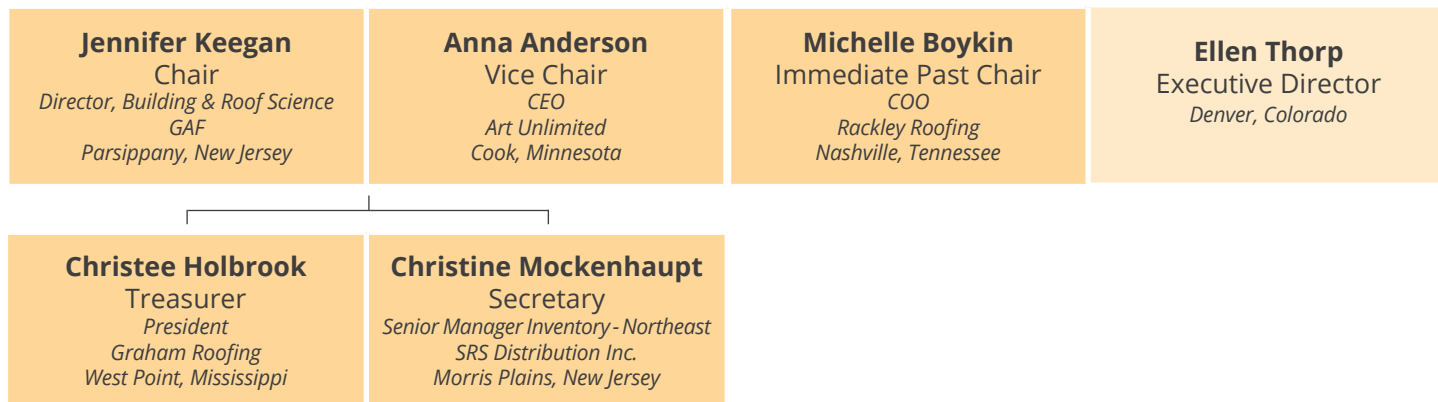 Jennifer Keegan
Chair
Director, Building & Roof Science
GAF
Parsippany, New Jersey
Anna Anderson
Vice Chair
CEO
Art Unlimited
Cook, Minnesota
Michelle Boykin
Immediate Past Chair
COO
Rackley Roofing
Nashville, Tennessee
Ellen Thorp
Executive Director
Denver, Colorado
Christee Holbrook
Treasurer
President
Graham Roofing
West Point, Mississippi
Christine Mockenhaupt
Secretary
Senior Manager Inventory - Northeast
SRS Distribution Inc.
Morris Plains, New Jersey